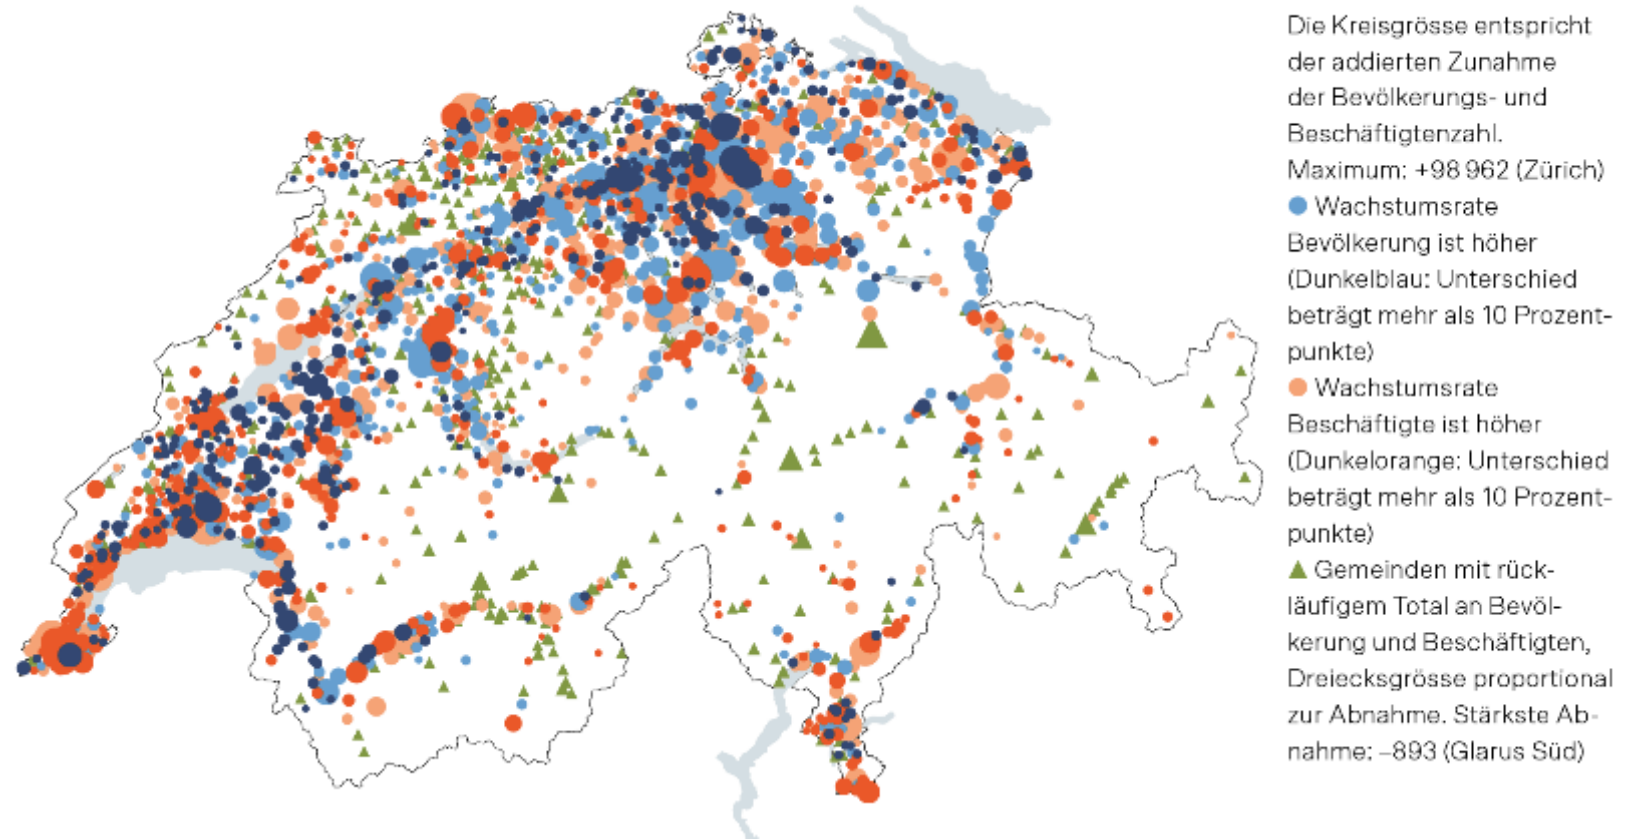 Die Kreisgrösse entspricht
der addierten Zunahme
der Bevölkerungs- und
Beschäftigtenzahl.
Maximum: +98 962 (Zürich)
Wachstumsrate
Bevölkerung ist höher
(Dunkelblau: Unterschied
beträgt mehr als 10 Prozent-
punkte)
Wachstumsrate
Beschäftigte ist höher
(Dunkelorange: Unterschied
beträgt mehr als 10 Prozent-
punkte)
Gemeinden mit rück-
läufigem Total an Bevöl-
kerung und Beschäftigten,
Dreiecksgrösse proportional
zur Abnahme. Stärkste Ab-
nahme: –893 (Glarus Süd)